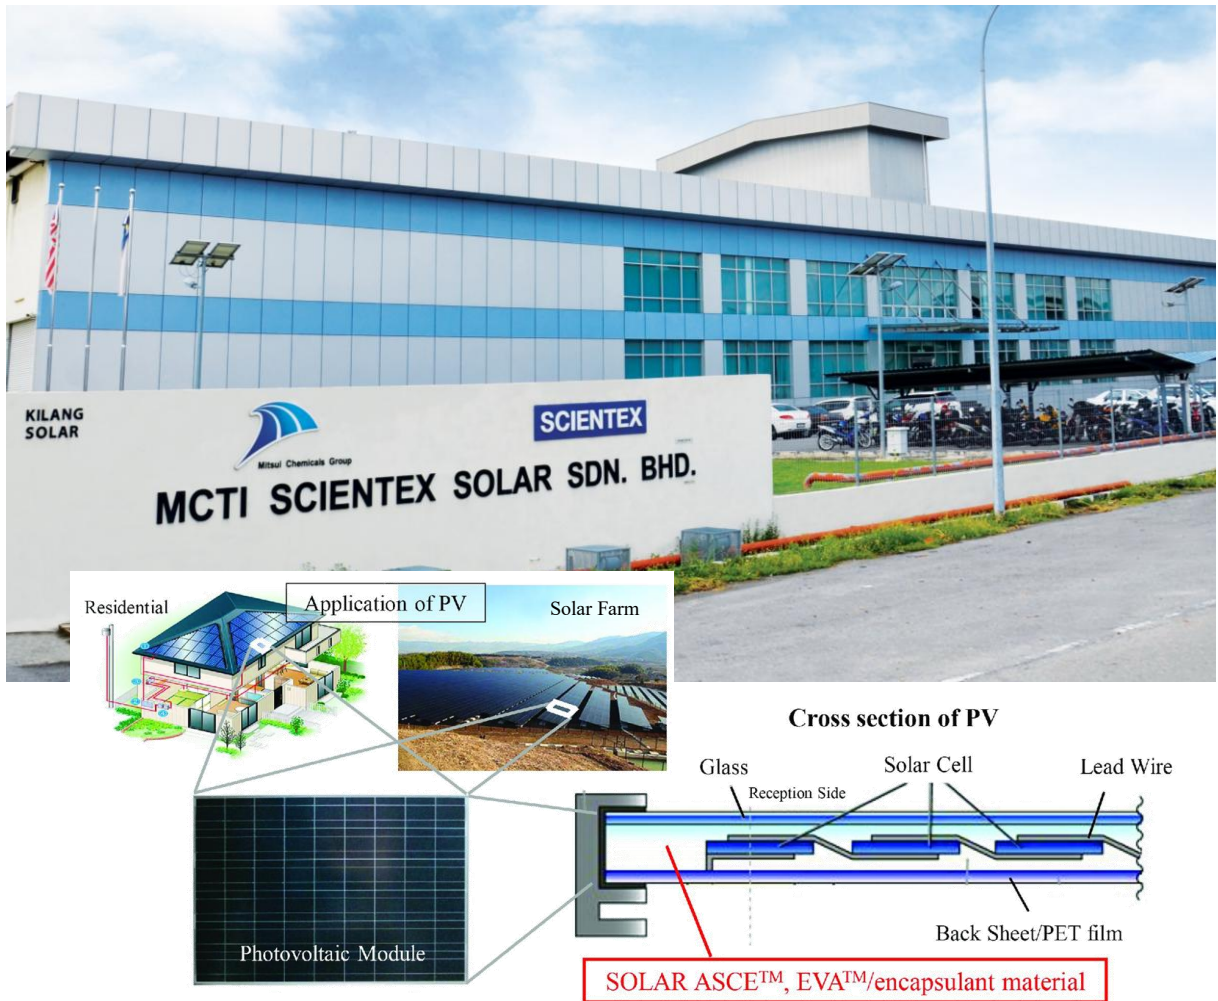 KILANG
SOLAR
Mitsui Chemicals Group
SCIENTEX
MCTI SCIENTEX SOLAR SDN. BHD.
Residential
Application of PV
Solar Farm
Cross section of PV
Glass
Solar Cell
Lead Wire
Reception Side
Back Sheet/PET film
Photovoltaic Module
SOLAR ASCE™, EVA™/encapsulant material